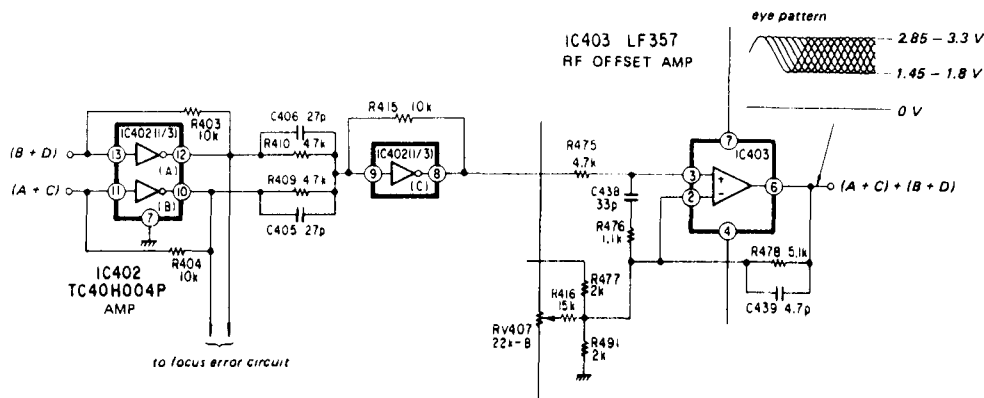 eye pattern
IC403 LF357
RF OFFSET AMP
2.85 – 3.3 V
1.45 – 1.8 V
0 V
R403
10k
IC402(1/3)
(B + D)
13
12
(A)
(A + C)
11
10
(B)
7
R404
10k
IC402
TC40H004P
AMP
to focus error circuit
C406 27p
R410 4.7k
R409 4.7k
C405 27p
R415 10k
IC402(1/3)
9
8
(C)
R475
4.7k
C438
33p
R476
1.1k
R477
2k
R416
15k
RV407
22k-B
R491
2k
7
IC403
3
+
2
–
6
4
(A + C) + (B + D)
R478 5.1k
C439 4.7p